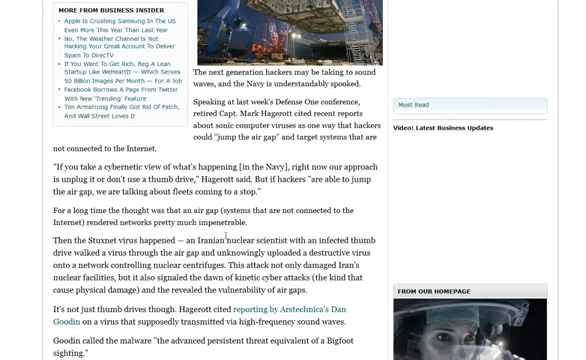 MORE FROM BUSINESS INSIDER
Apple Is Crushing Samsung In The US
Even More This Year Than Last Year
No, The Weather Channel Is Not
Hacking Your Gmail Account To Deliver
Spam To DirecTV
If You Want To Get Rich, Beg A Lean
Startup Like WeHeartIt — Which Serves
50 Billion Images Per Month — For A Job
Facebook Borrows A Page From Twitter
With New 'Trending' Feature
Tim Armstrong Finally Got Rid Of Patch,
And Wall Street Loves It
The next generation hackers may be taking to sound
waves, and the Navy is understandably spooked.
Speaking at last week's Defense One conference,
retired Capt. Mark Hagerott cited recent reports
about sonic computer viruses as one way that hackers
could "jump the air gap" and target systems that are
not connected to the Internet.
"If you take a cybernetic view of what's happening [in the Navy], right now our approach
is unplug it or don't use a thumb drive," Hagerott said. But if hackers "are able to jump
the air gap, we are talking about fleets coming to a stop."
For a long time the thought was that an air gap (systems that are not connected to the
Internet) rendered networks pretty much impenetrable.
Then the Stuxnet virus happened — an Iranian nuclear scientist with an infected thumb
drive walked a virus through the air gap and unknowingly uploaded a destructive virus
onto a network controlling nuclear centrifuges. This attack not only damaged Iran's
nuclear facilities, but it also signaled the dawn of kinetic cyber attacks (the kind that
cause physical damage) and the revealed the vulnerability of air gaps.
It's not just thumb drives though. Hagerott cited reporting by Arstechnica's Dan
Goodin on a virus that supposedly transmitted via high-frequency sound waves.
Goodin called the malware "the advanced persistent threat equivalent of a Bigfoot
sighting."
Most Read
Video: Latest Business Updates
FROM OUR HOMEPAGE